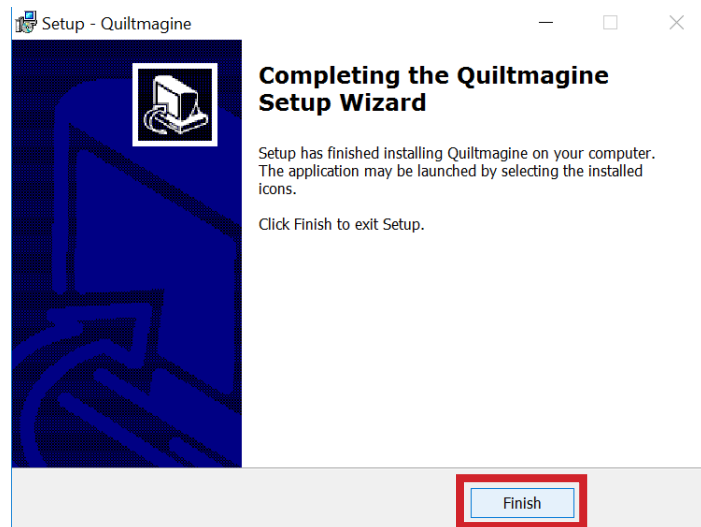 Setup - Quiltmagine
Completing the Quiltmagine
Setup Wizard
Setup has finished installing Quiltmagine on your computer.
The application may be launched by selecting the installed
icons.
Click Finish to exit Setup.
Finish